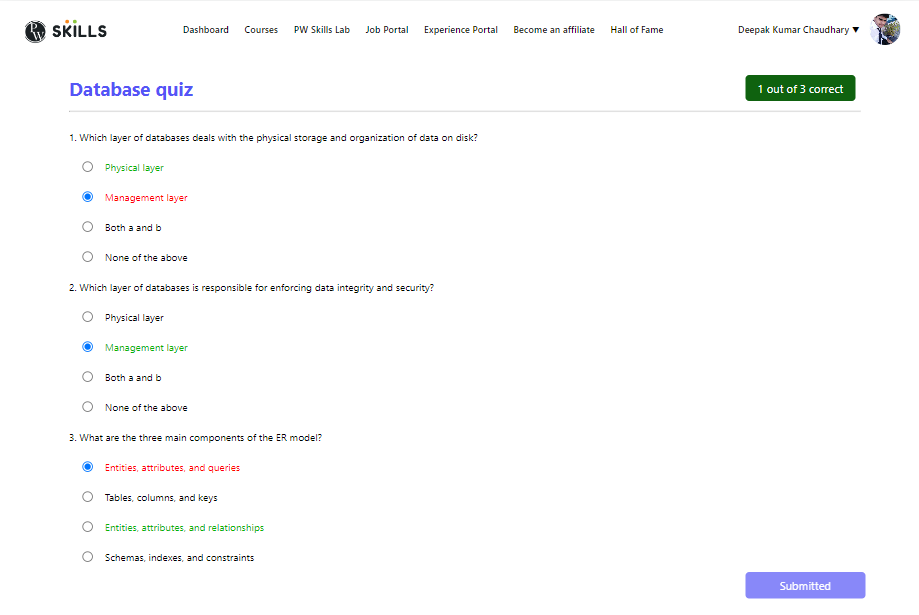 PW SKILLS Dashboard Courses PW Skills Lab Job Portal Experience Portal Become an affiliate Hall of Fame Deepak Kumar Chaudhary ▼
Database quiz
1 out of 3 correct
1. Which layer of databases deals with the physical storage and organization of data on disk?
Physical layer
Management layer
Both a and b
None of the above
2. Which layer of databases is responsible for enforcing data integrity and security?
Physical layer
Management layer
Both a and b
None of the above
3. What are the three main components of the ER model?
Entities, attributes, and queries
Tables, columns, and keys
Entities, attributes, and relationships
Schemas, indexes, and constraints
Submitted